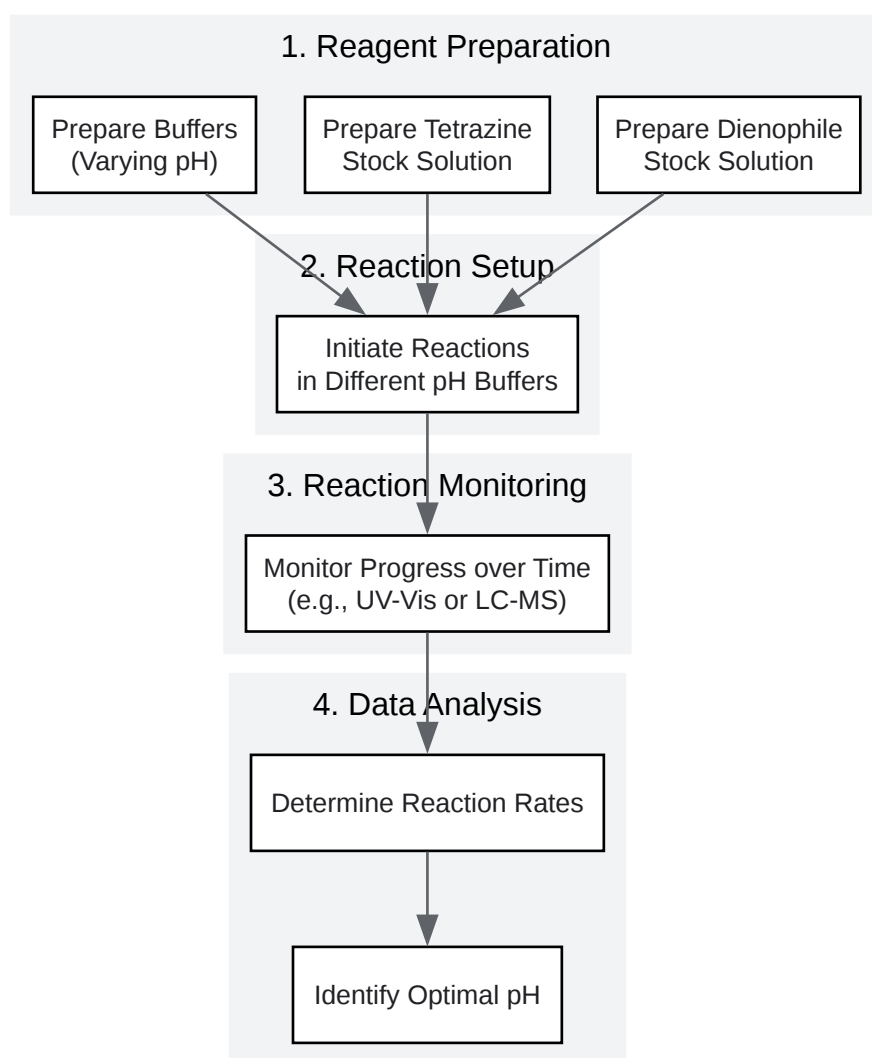 1. Reagent Preparation
Prepare Buffers
(Varying pH)
Prepare Tetrazine
Stock Solution
Prepare Dienophile
Stock Solution
2. Reaction Setup
Initiate Reactions
in Different pH Buffers
3. Reaction Monitoring
Monitor Progress over Time
(e.g., UV-Vis or LC-MS)
4. Data Analysis
Determine Reaction Rates
Identify Optimal pH